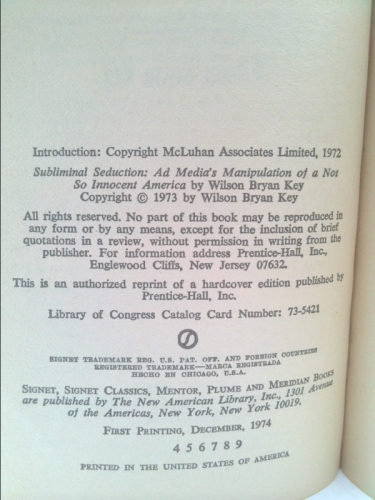 Introduction: Copyright McLuhan Associates Limited, 1972
Subliminal Seduction: Ad Media's Manipulation of a Not
So Innocent America by Wilson Bryan Key
Copyright © 1973 by Wilson Bryan Key
All rights reserved. No part of this book may be reproduced in
any form or by any means, except for the inclusion of brief
quotations in a review, without permission in writing from the
publisher. For information address Prentice-Hall, Inc.,
Englewood Cliffs, New Jersey 07632.
This is an authorized reprint of a hardcover edition published by
Prentice-Hall, Inc.
Library of Congress Catalog Card Number: 73-5421
SIGNET TRADEMARK REG. U.S. PAT. OFF. AND FOREIGN COUNTRIES
REGISTERED TRADEMARK—MARCA REGISTRADA
HECHO EN CHICAGO, U.S.A.
SIGNET, SIGNET CLASSICS, MENTOR, PLUME AND MERIDIAN BOOKS
are published by The New American Library, Inc., 1301 Avenue
of the Americas, New York, New York 10019.
FIRST PRINTING, DECEMBER, 1974
4 5 6 7 8 9
PRINTED IN THE UNITED STATES OF AMERICA